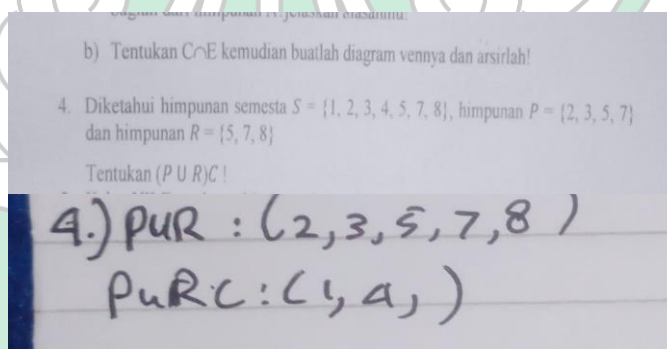 b) Tentukan C∩E kemudian buatlah diagram vennya dan arsirlah!
4. Diketahui himpunan semesta S = {1, 2, 3, 4, 5, 7, 8}, himpunan P = {2, 3, 5, 7}
dan himpunan R = {5, 7, 8}
Tentukan (P U R)C !
4.) PUR : (2,3,5,7,8 )
PuRC : (1, 4, )